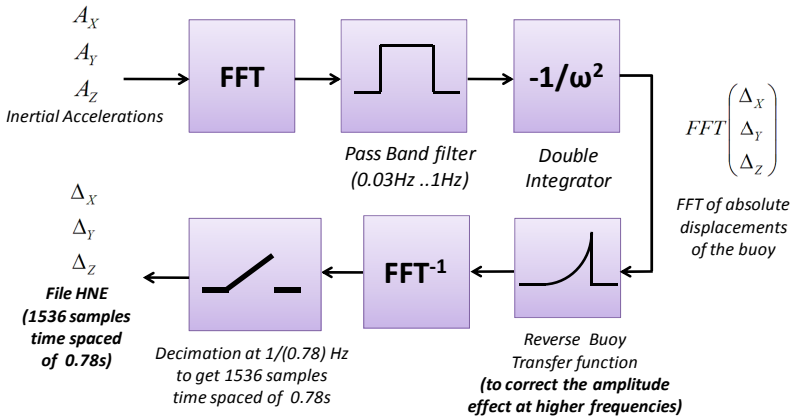 A_X
A_Y
A_Z
Inertial Accelerations
FFT
Pass Band filter
(0.03Hz ..1Hz)
-1/ω²
Double
Integrator
FFT(Δ_X
Δ_Y
Δ_Z)
FFT of absolute
displacements
of the buoy
Reverse Buoy
Transfer function
(to correct the amplitude
effect at higher frequencies)
FFT⁻¹
Decimation at 1/(0.78) Hz
to get 1536 samples
time spaced of 0.78s
Δ_X
Δ_Y
Δ_Z
File HNE
(1536 samples
time spaced
of 0.78s)